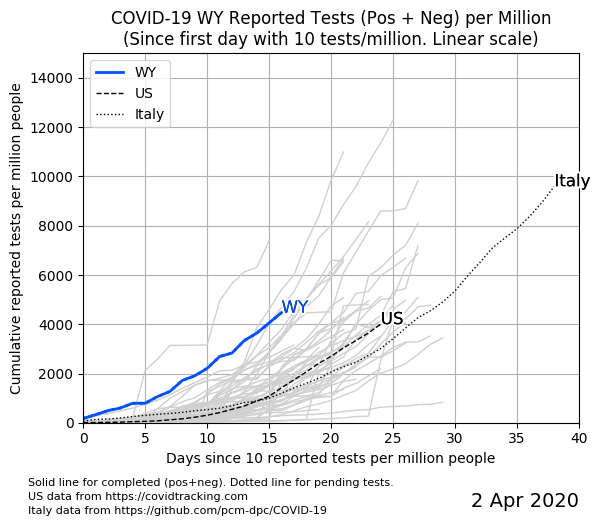 COVID-19 WY Reported Tests (Pos + Neg) per Million
(Since first day with 10 tests/million. Linear scale)
Cumulative reported tests per million people
14000
12000
10000
8000
6000
4000
2000
0
WY
US
Italy
Italy
WY
US
0 5 10 15 20 25 30 35 40
Days since 10 reported tests per million people
Solid line for completed (pos+neg). Dotted line for pending tests.
US data from https://covidtracking.com
Italy data from https://github.com/pcm-dpc/COVID-19
2 Apr 2020